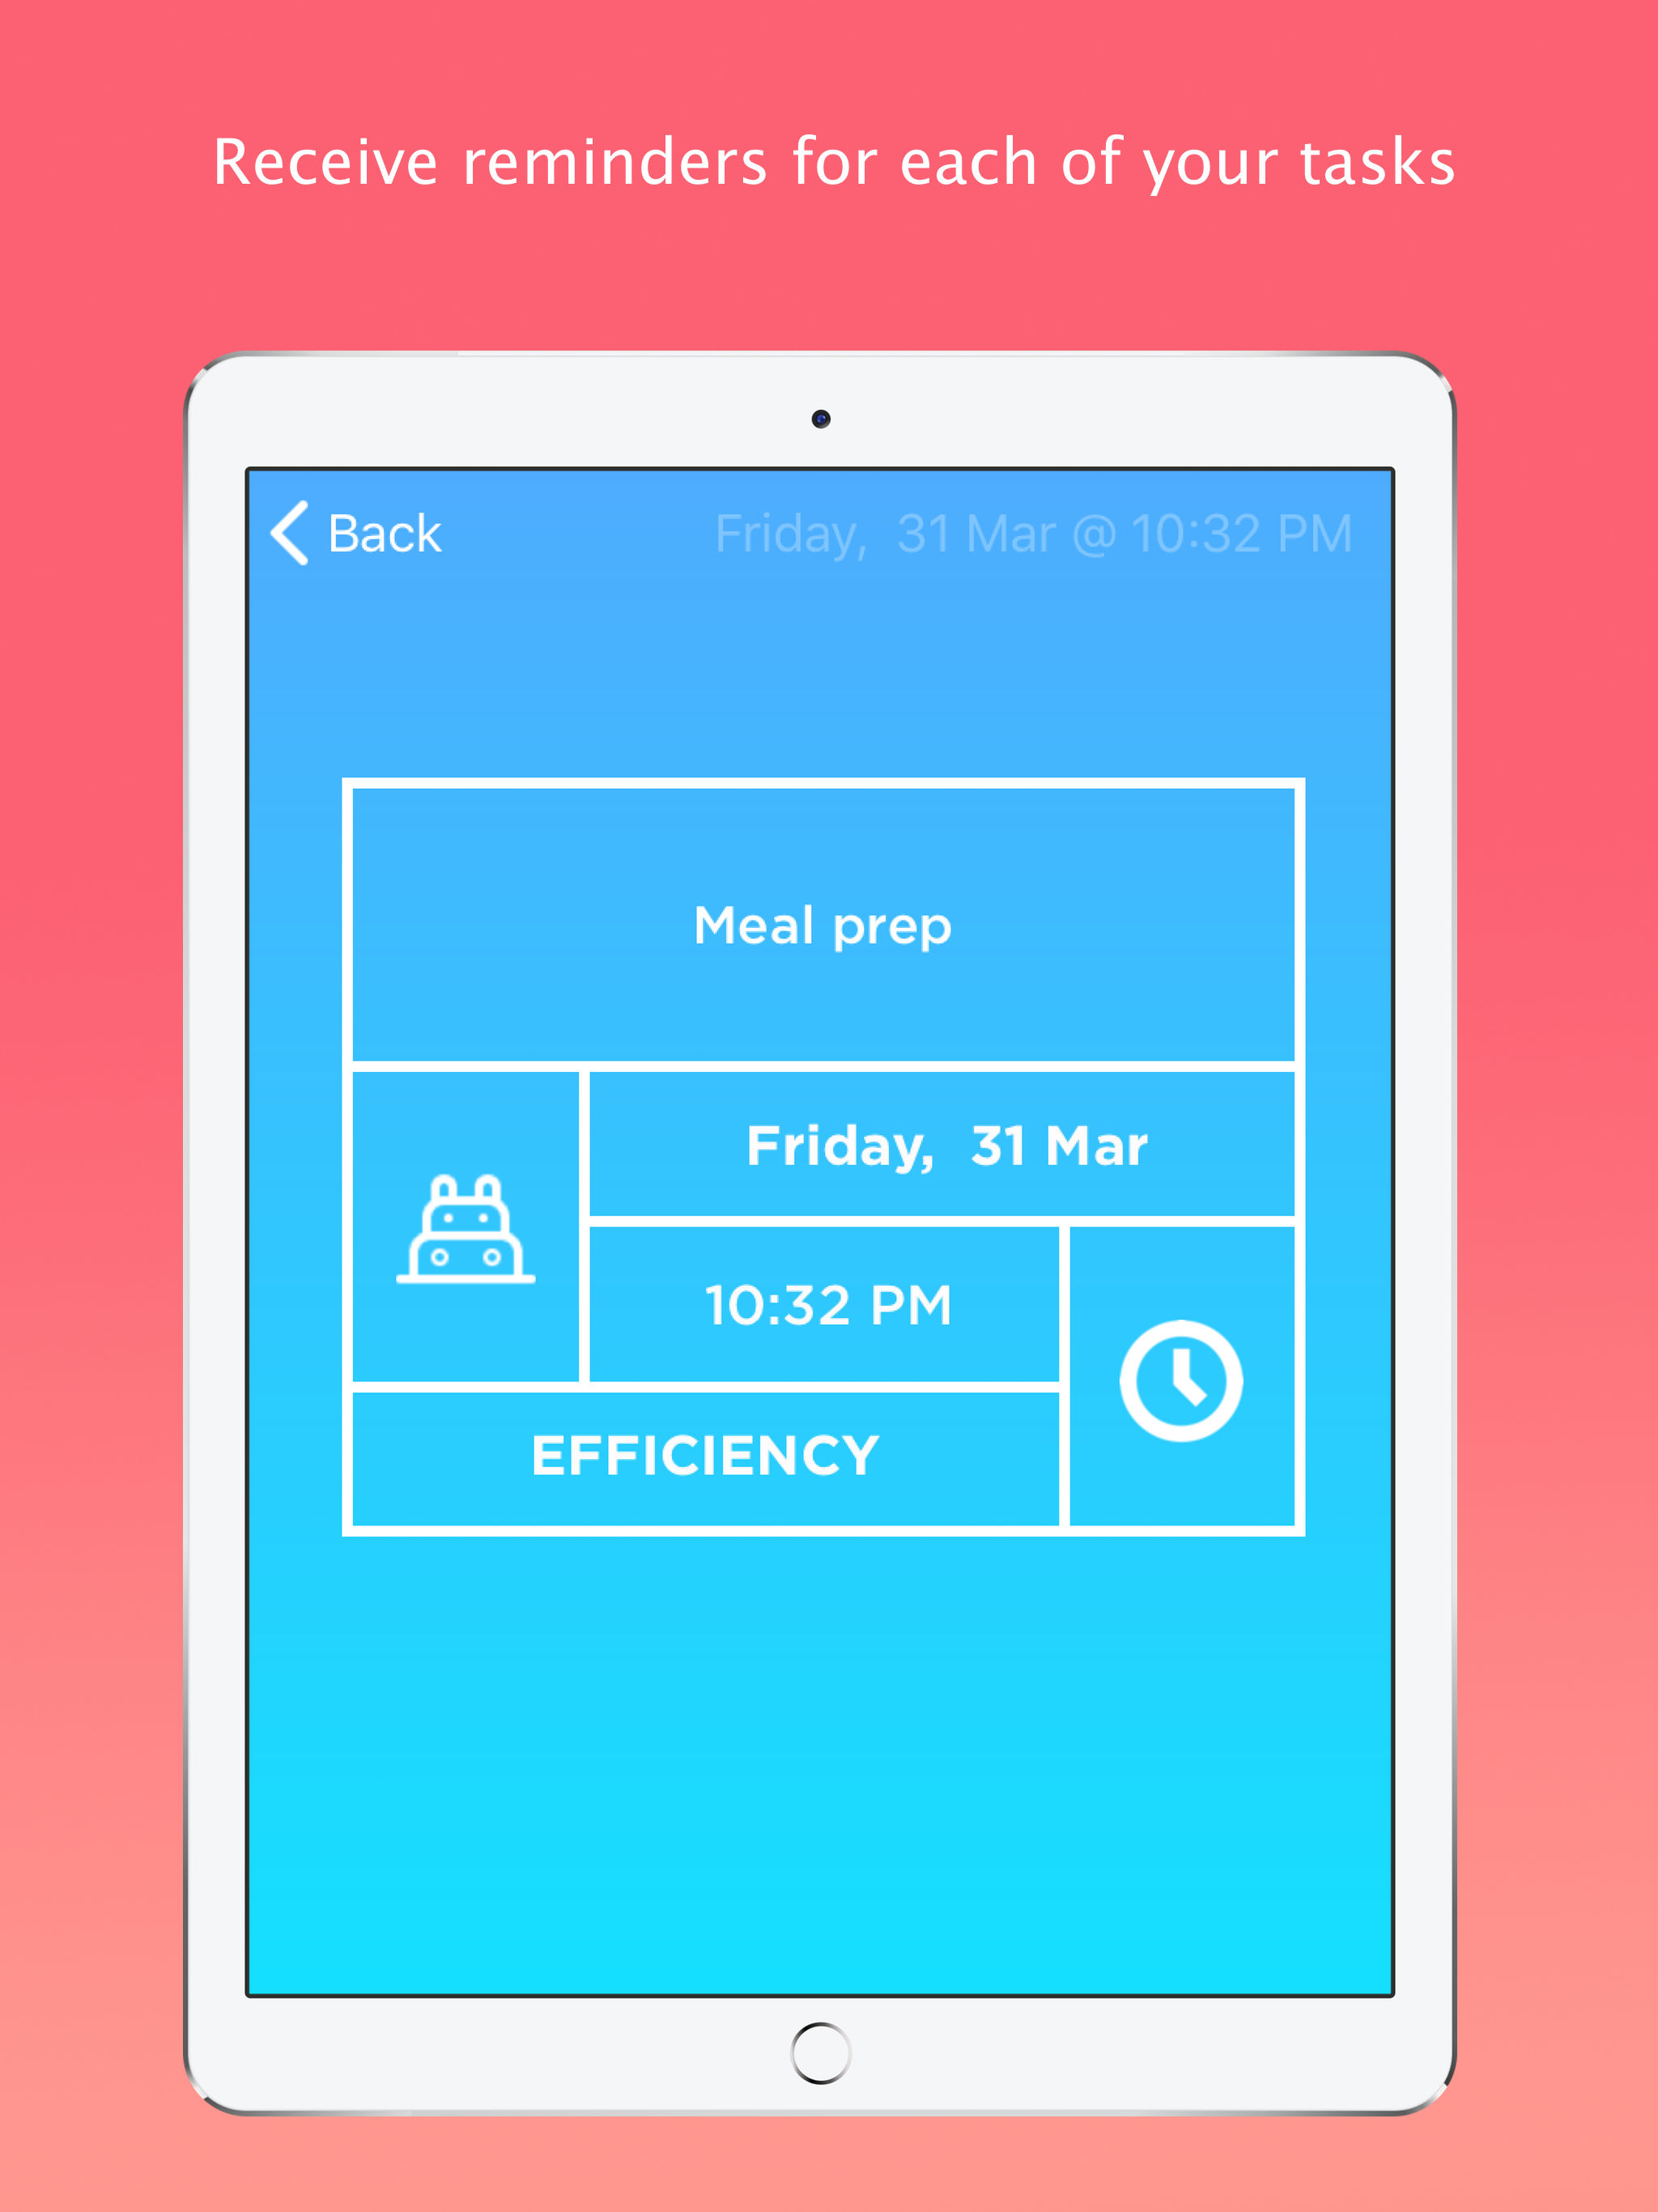 Receive reminders for each of your tasks
Back
Friday, 31 Mar @ 10:32 PM
Meal prep
Friday, 31 Mar
10:32 PM
EFFICIENCY